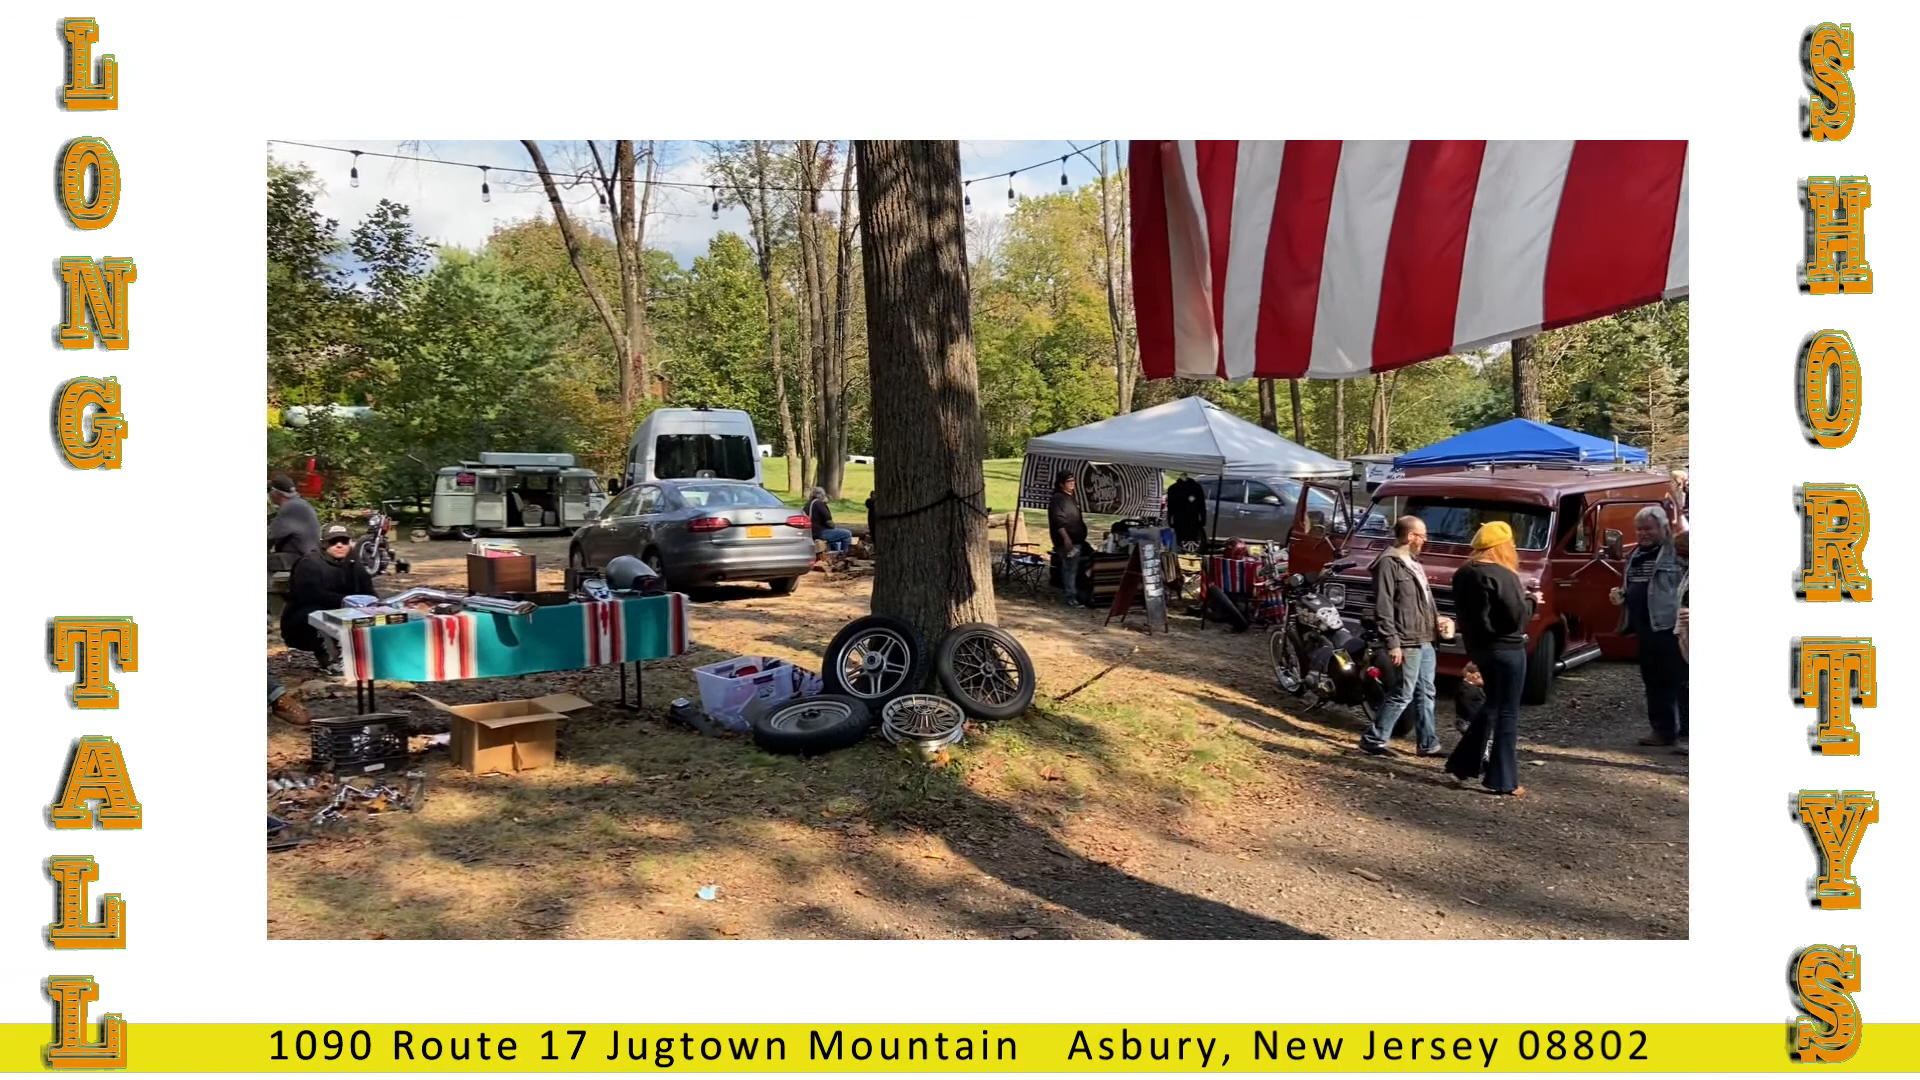 LONG TALL
SHORTYS
1090 Route 17 Jugtown Mountain Asbury, New Jersey 08802